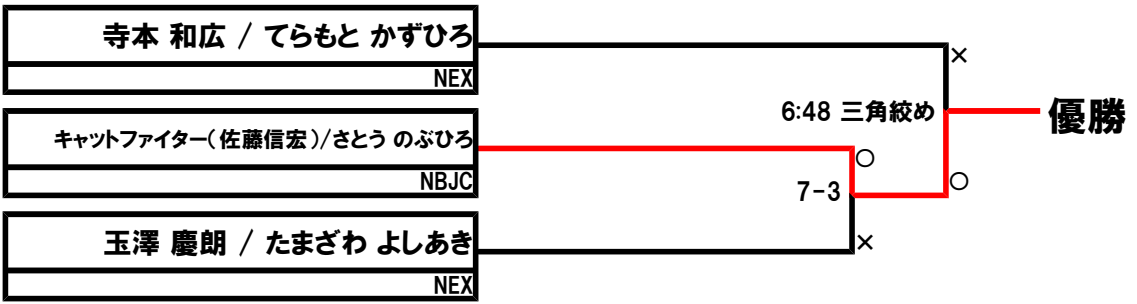 寺本 和広 / てらもと かずひろ
NEX
×
6:48 三角絞め
優勝
キャットファイター(佐藤信宏)/さとう のぶひろ
NBJC
○
7-3
○
玉澤 慶朗 / たまざわ よしあき
×
NEX